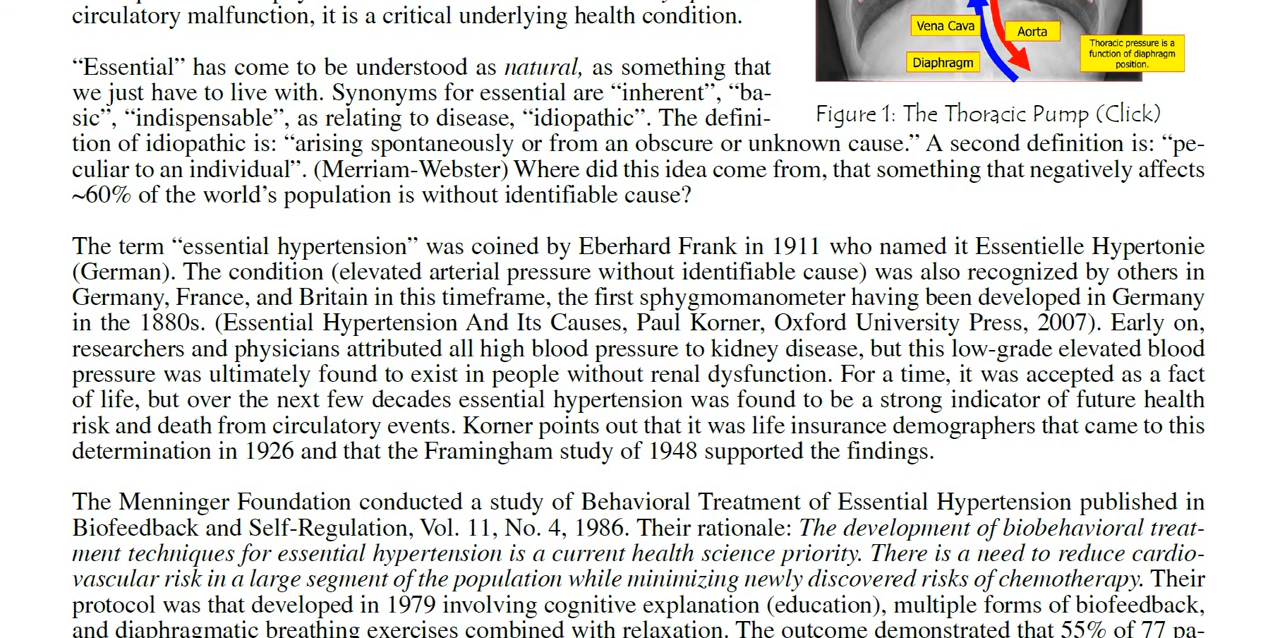 circulatory malfunction, it is a critical underlying health condition.
Vena Cava
Aorta
Diaphragm
Thoracic pressure is a
function of diaphragm
position.
Figure 1: The Thoracic Pump (Click)
“Essential” has come to be understood as natural, as something that
we just have to live with. Synonyms for essential are “inherent”, “ba-
sic”, “indispensable”, as relating to disease, “idiopathic”. The defini-
tion of idiopathic is: “arising spontaneously or from an obscure or unknown cause.” A second definition is: “pe-
culiar to an individual”. (Merriam-Webster) Where did this idea come from, that something that negatively affects
~60% of the world’s population is without identifiable cause?
The term “essential hypertension” was coined by Eberhard Frank in 1911 who named it Essentielle Hypertonie
(German). The condition (elevated arterial pressure without identifiable cause) was also recognized by others in
Germany, France, and Britain in this timeframe, the first sphygmomanometer having been developed in Germany
in the 1880s. (Essential Hypertension And Its Causes, Paul Korner, Oxford University Press, 2007). Early on,
researchers and physicians attributed all high blood pressure to kidney disease, but this low-grade elevated blood
pressure was ultimately found to exist in people without renal dysfunction. For a time, it was accepted as a fact
of life, but over the next few decades essential hypertension was found to be a strong indicator of future health
risk and death from circulatory events. Korner points out that it was life insurance demographers that came to this
determination in 1926 and that the Framingham study of 1948 supported the findings.
The Menninger Foundation conducted a study of Behavioral Treatment of Essential Hypertension published in
Biofeedback and Self-Regulation, Vol. 11, No. 4, 1986. Their rationale: The development of biobehavioral treat-
ment techniques for essential hypertension is a current health science priority. There is a need to reduce cardio-
vascular risk in a large segment of the population while minimizing newly discovered risks of chemotherapy. Their
protocol was that developed in 1979 involving cognitive explanation (education), multiple forms of biofeedback,
and diaphragmatic breathing exercises combined with relaxation. The outcome demonstrated that 55% of 77 pa-